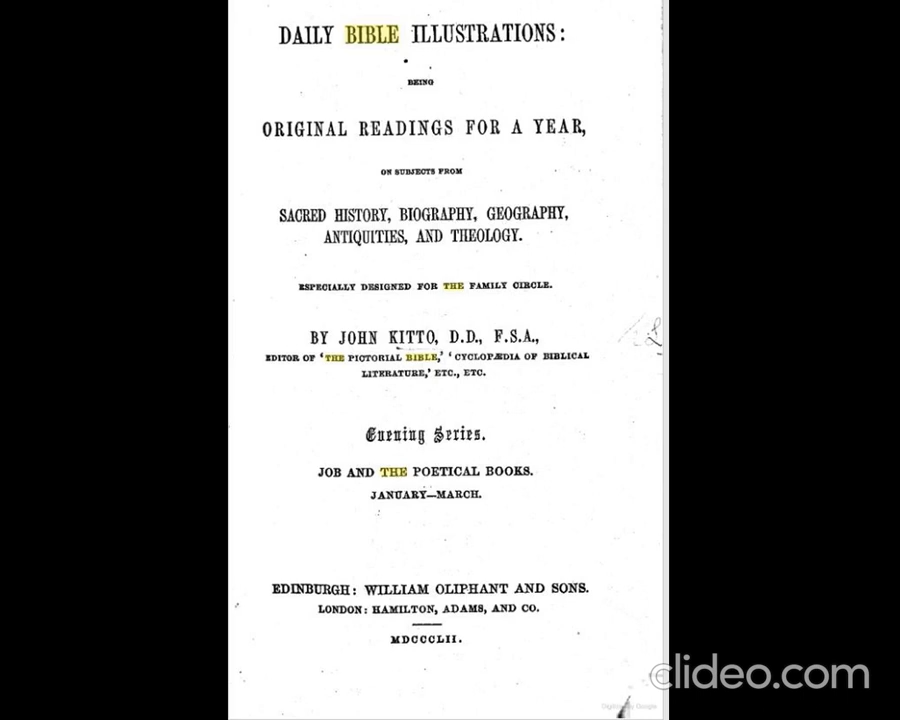 DAILY BIBLE ILLUSTRATIONS:
BEING
ORIGINAL READINGS FOR A YEAR,
ON SUBJECTS FROM
SACRED HISTORY, BIOGRAPHY, GEOGRAPHY,
ANTIQUITIES, AND THEOLOGY.
ESPECIALLY DESIGNED FOR THE FAMILY CIRCLE.
BY JOHN KITTO, D.D., F.S.A.,
EDITOR OF ‘THE PICTORIAL BIBLE,’ ‘CYCLOPÆDIA OF BIBLICAL
LITERATURE,’ ETC., ETC.
Evening Series.
JOB AND THE POETICAL BOOKS.
JANUARY—MARCH.
EDINBURGH: WILLIAM OLIPHANT AND SONS.
LONDON: HAMILTON, ADAMS, AND CO.
MDCCCLII.
clideo.com
Digitized by Google